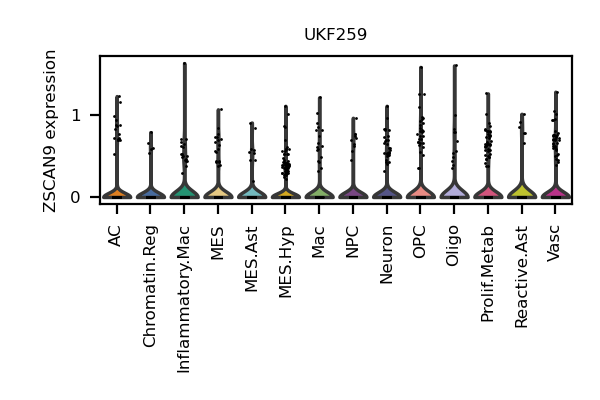 UKF259
ZSCAN9 expression
1
0
AC
Chromatin.Reg
Inflammatory.Mac
MES
MES.Ast
MES.Hyp
Mac
NPC
Neuron
OPC
Oligo
Prolif.Metab
Reactive.Ast
Vasc